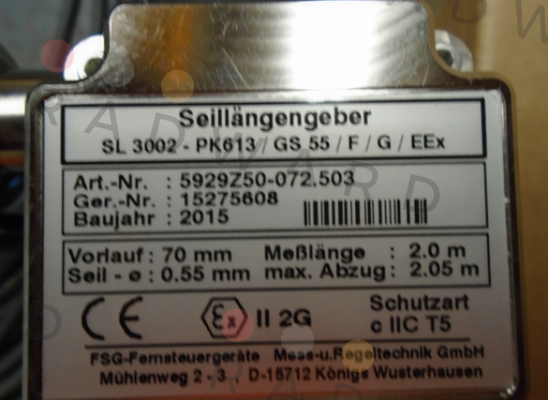 Seillängengeber
SL 3002 - PK613 / GS 55 / F / G / EEx
Art.-Nr. : 5929Z50-072.503
Ger.-Nr. : 15275608
Baujahr : 2015
Vorlauf : 70 mm Meßlänge : 2.0 m
Seil - ø : 0.55 mm max. Abzug : 2.05 m
CE Ex II 2G Schutzart
c IIC T5
FSG-Fernsteuergeräte Mess-u.Regeltechnik GmbH
Mühlenweg 2 - 3 D-15712 Königs Wusterhausen
RADWARD